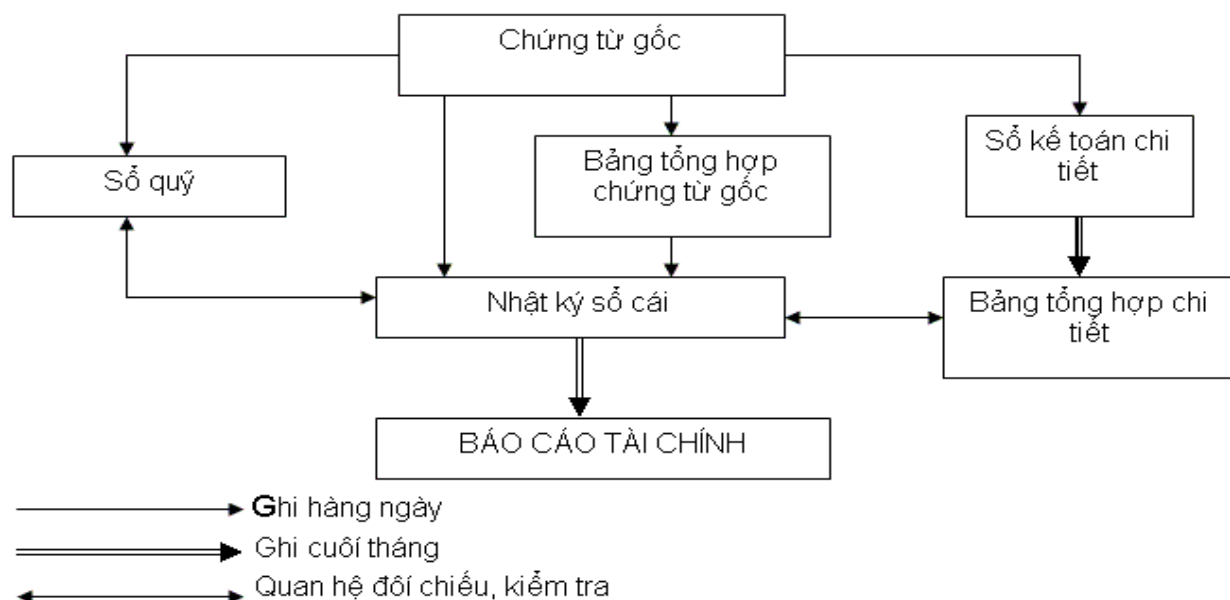 Chứng từ gốc
Sổ quỹ
Bảng tổng hợp
chứng từ gốc
Sổ kế toán chi
tiết
Nhật ký sổ cái
Bảng tổng hợp chi
tiết
BÁO CÁO TÀI CHÍNH
Ghi hàng ngày
Ghi cuối tháng
Quan hệ đối chiếu, kiểm tra